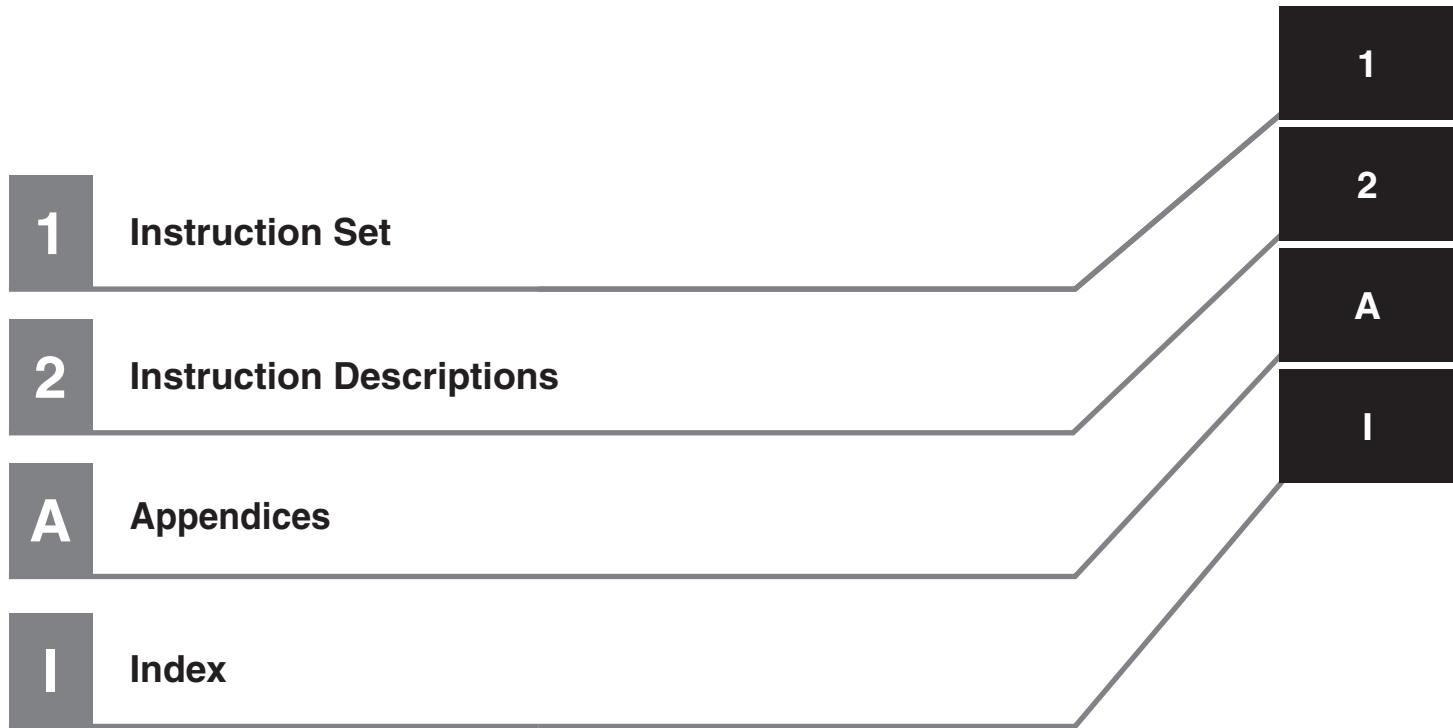 1 Instruction Set
2 Instruction Descriptions
A Appendices
I Index
1
2
A
I